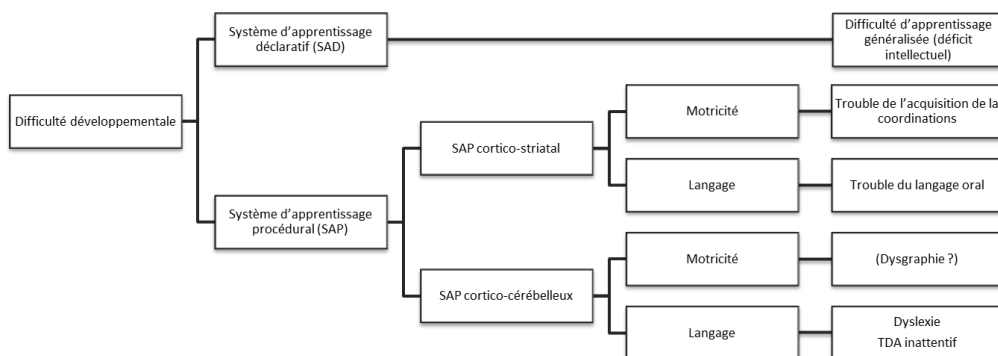 Système d'apprentissage
déclaratif (SAD)
Difficulté d'apprentissage
généralisée (déficit
intellectuel)
Difficulté développementale
Motricité
Trouble de l'acquisition de la
coordinations
SAP cortico-striatal
Langage
Trouble du langage oral
Système d'apprentissage
procédural (SAP)
Motricité
(Dysgraphie ?)
SAP cortico-cérébelleux
Langage
Dyslexie
TDA inattentif